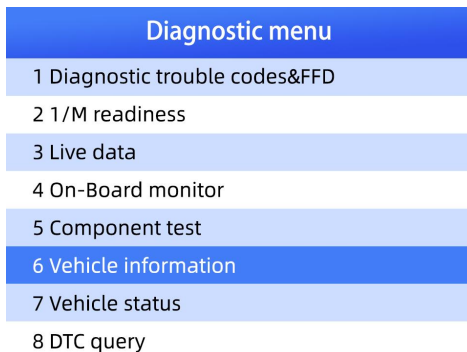 Diagnostic menu
1 Diagnostic trouble codes&FFD
2 1/M readiness
3 Live data
4 On-Board monitor
5 Component test
6 Vehicle information
7 Vehicle status
8 DTC query